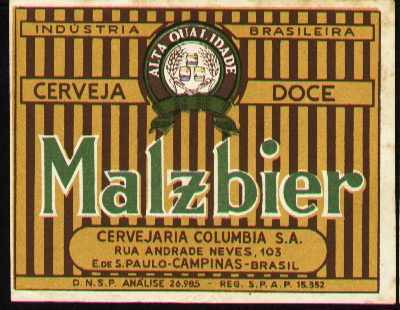 INDÚSTRIA BRASILEIRA
ALTA QUALIDADE
CERVEJA DOCE
Malzbier
CERVEJARIA COLUMBIA S.A.
RUA ANDRADE NEVES, 103
E. DE S. PAULO - CAMPINAS - BRASIL
D. N. S. P. ANÁLISE 26.985 - REG. S. P. A. P. 15.352